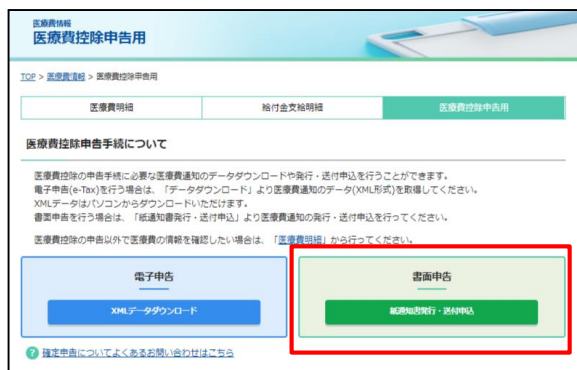 医療費情報
医療費控除申告用
TOP > 医療費情報 > 医療費控除申告用
医療費明細
給付金支給明細
医療費控除申告用
医療費控除申告手続について
医療費控除の申告手続に必要な医療費通知のデータダウンロードや発行・送付申込を行うことができます。
電子申告(e-Tax)を行う場合は、「データダウンロード」より医療費通知のデータ(XML形式)を取得してください。
XMLデータはパソコンからダウンロードいただけます。
書面申告を行う場合は、「紙通知書発行・送付申込」より医療費通知の発行・送付申込を行ってください。
医療費控除の申告以外で医療費の情報を確認したい場合は、「医療費明細」から行ってください。
電子申告
XMLデータダウンロード
書面申告
紙通知書発行・送付申込
? 確定申告についてよくあるお問い合わせはこちら